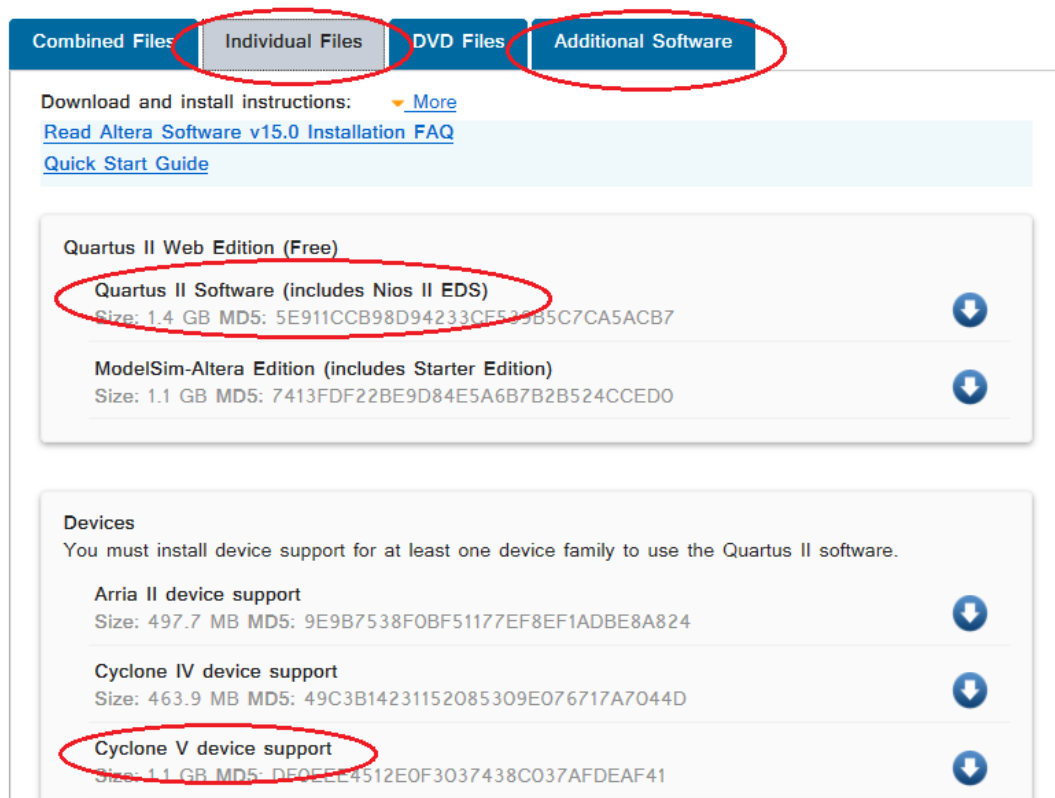 Combined Files Individual Files DVD Files Additional Software
Download and install instructions: More
Read Altera Software v15.0 Installation FAQ
Quick Start Guide
Quartus II Web Edition (Free)
Quartus II Software (includes Nios II EDS)
Size: 1.4 GB MD5: 5E911CCB98D94233CF539B5C7CA5ACB7
ModelSim-Altera Edition (includes Starter Edition)
Size: 1.1 GB MD5: 7413FDF22BE9D84E5A6B7B2B524CCED0
Devices
You must install device support for at least one device family to use the Quartus II software.
Arria II device support
Size: 497.7 MB MD5: 9E9B7538F0BF51177EF8EF1ADBE8A824
Cyclone IV device support
Size: 463.9 MB MD5: 49C3B14231152085309E076717A7044D
Cyclone V device support
Size: 1.1 GB MD5: DF0EEE4512E0F3037438C037AFDEAF41